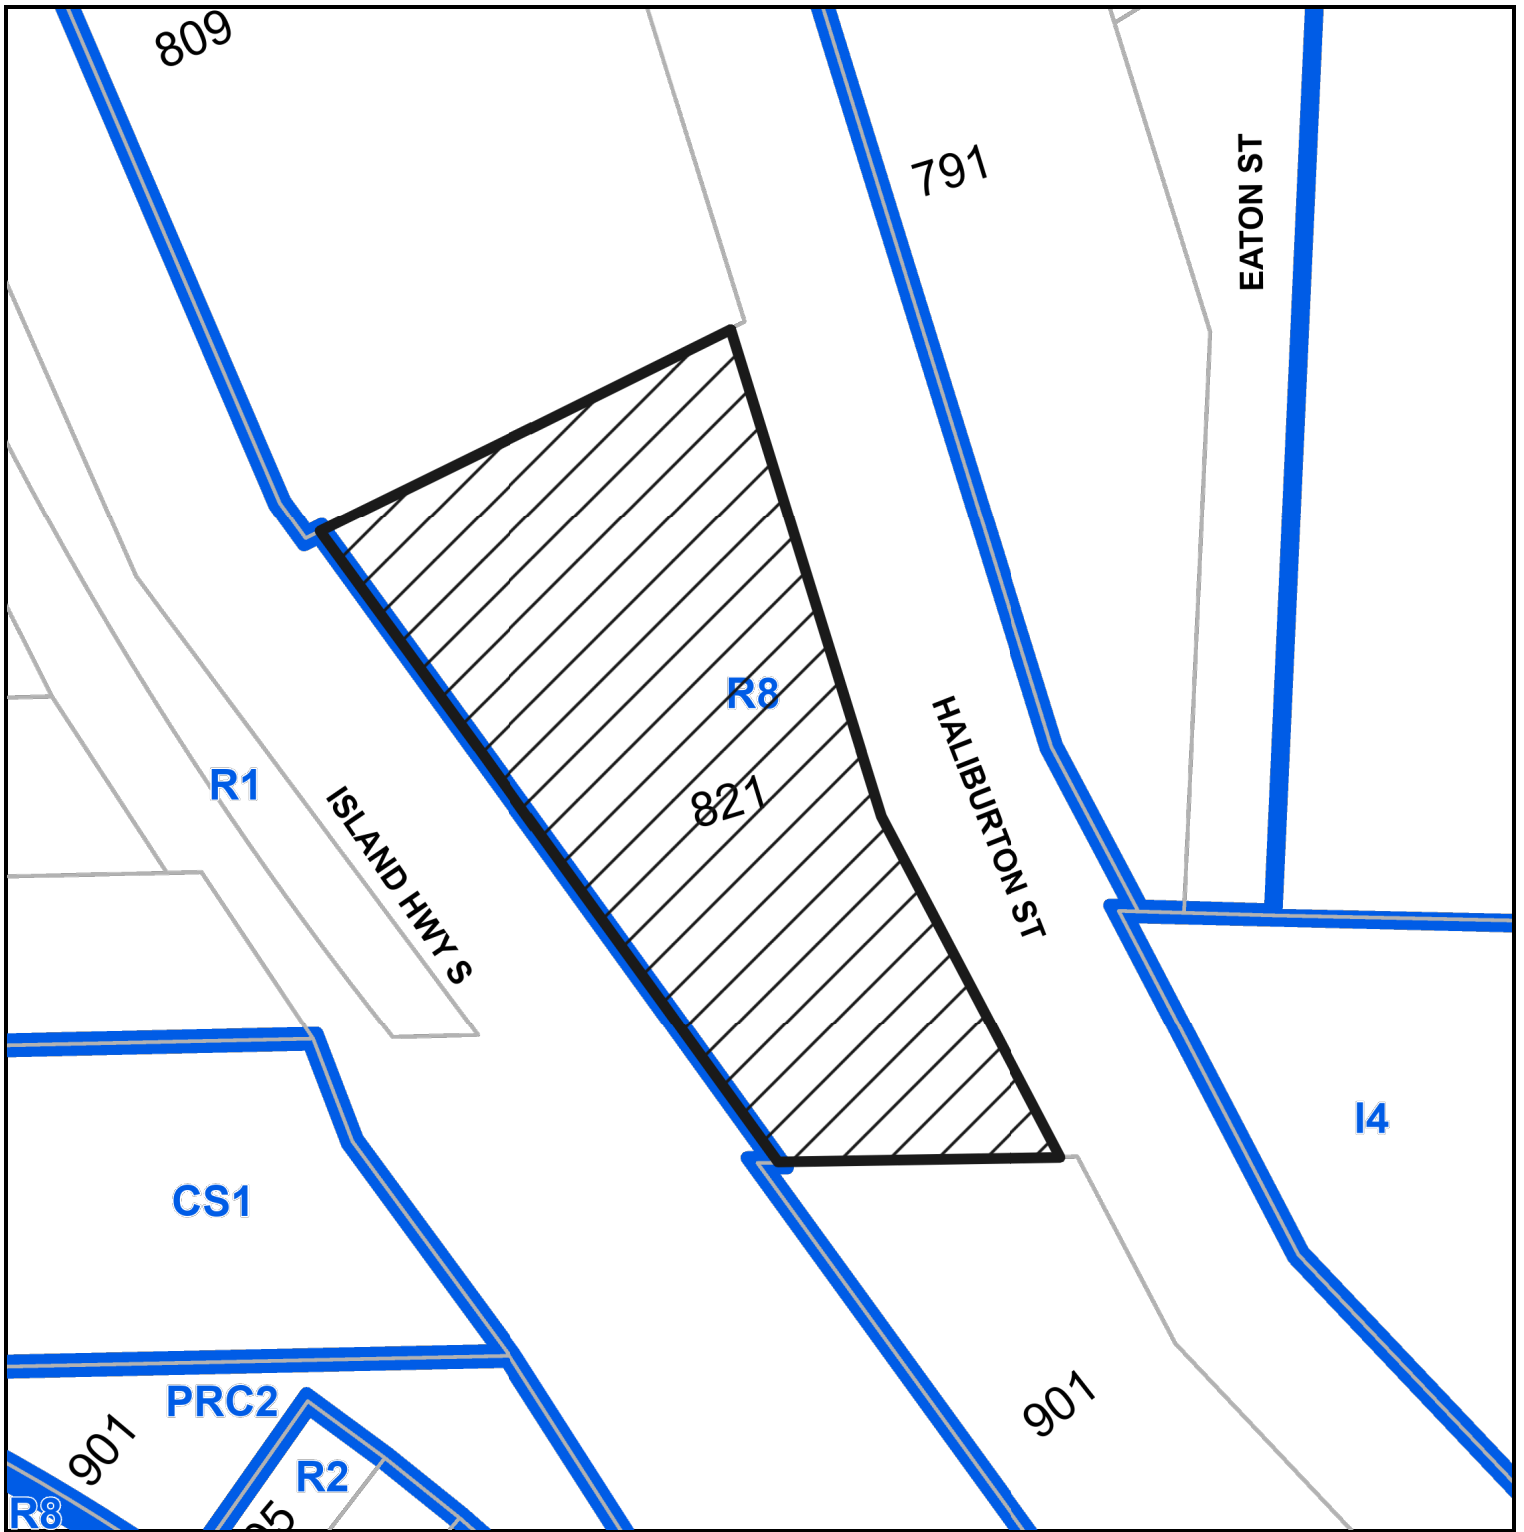 809
791
EATON ST
R8
821
HALIBURTON ST
R1
ISLAND HWY S
I4
CS1
PRC2
901
901
R2
R8